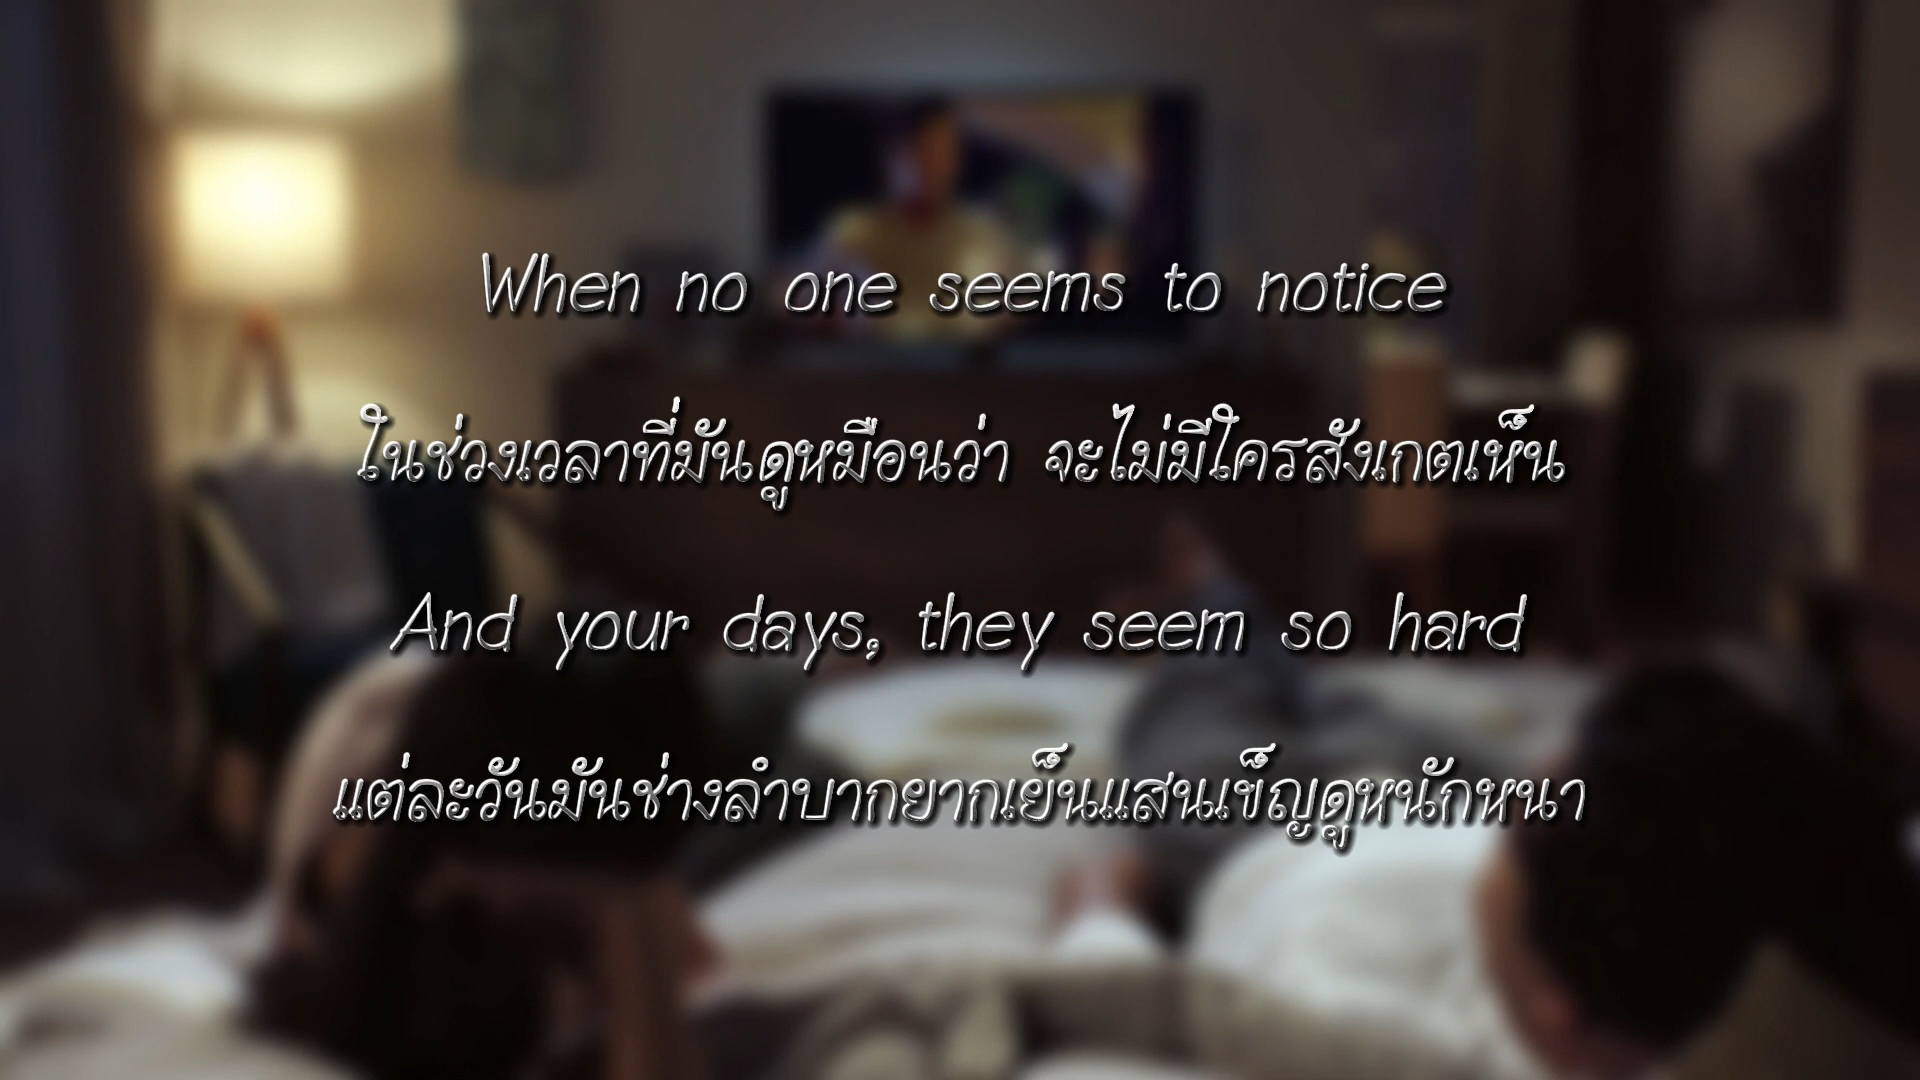 When no one seems to notice
ในช่วงเวลาที่มันดูหมือนว่า จะไม่มีใครสังเกตเห็น
And your days, they seem so hard
แต่ละวันมันช่างลำบากยากเย็นแสนเข็ญดูหนักหนา